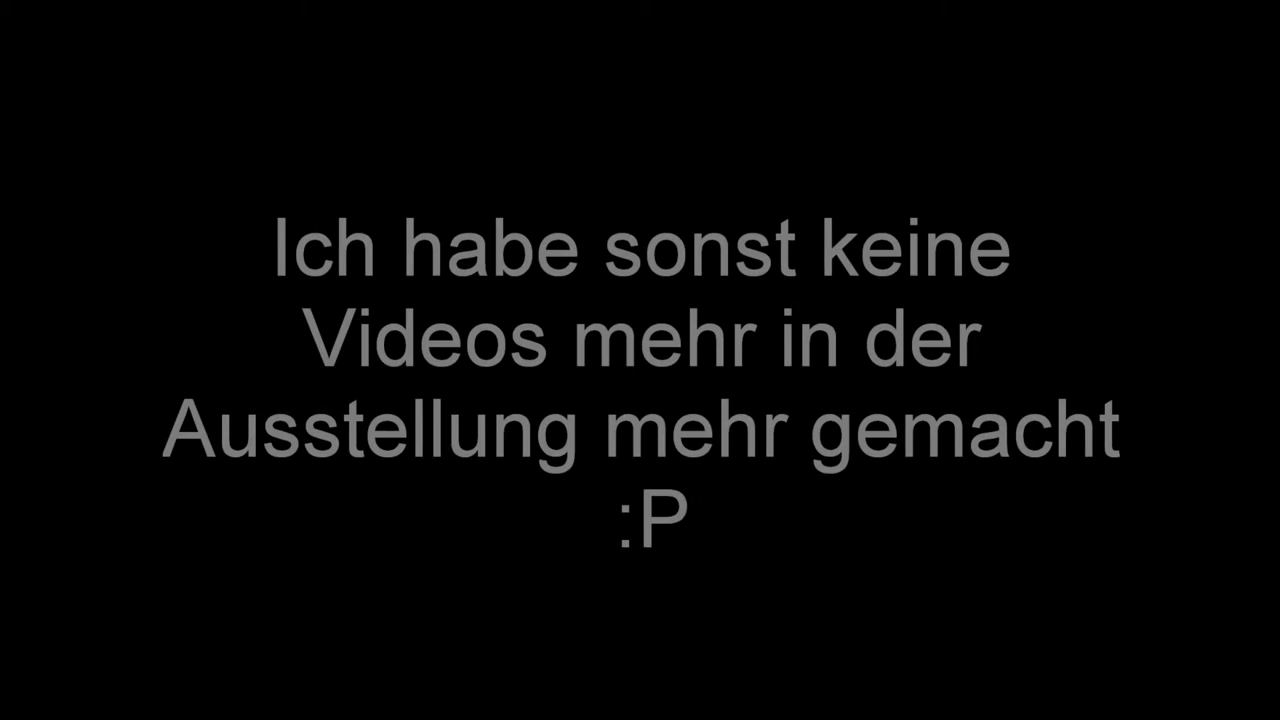 Ich habe sonst keine
Videos mehr in der
Ausstellung mehr gemacht
:P